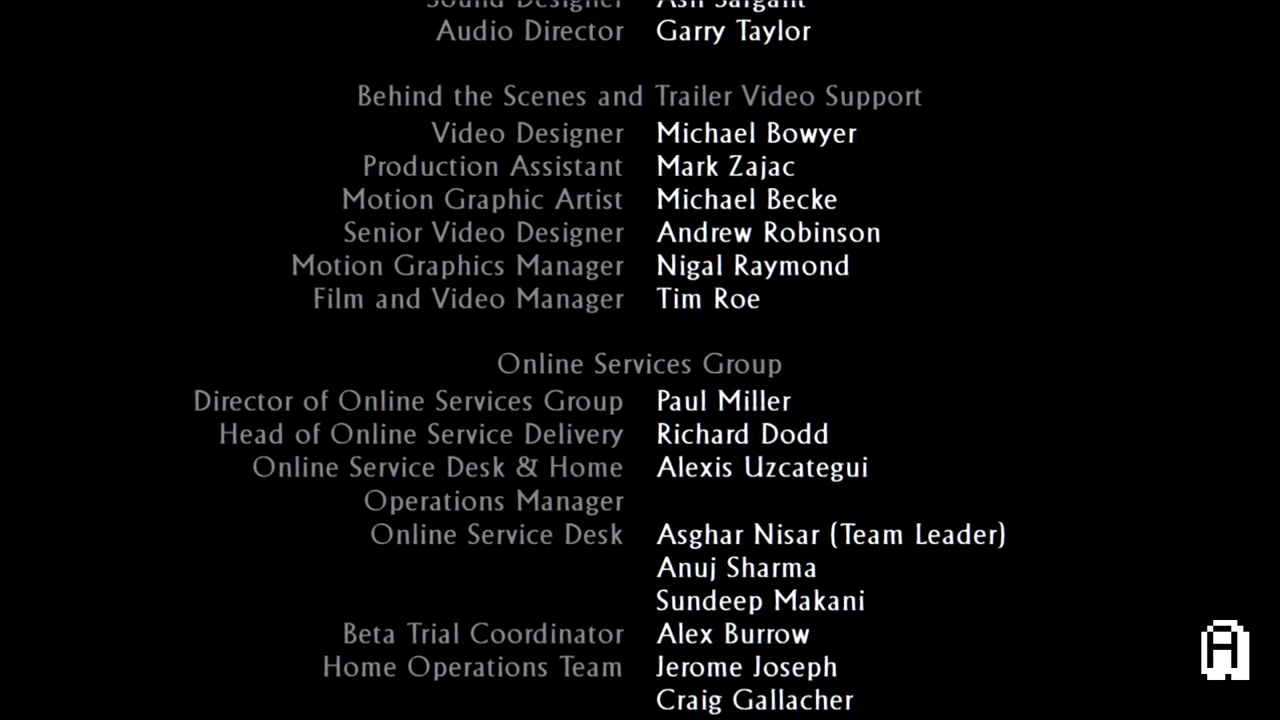 Sound Designer Ash Sargant
Audio Director Garry Taylor
Behind the Scenes and Trailer Video Support
Video Designer Michael Bowyer
Production Assistant Mark Zajac
Motion Graphic Artist Michael Becke
Senior Video Designer Andrew Robinson
Motion Graphics Manager Nigal Raymond
Film and Video Manager Tim Roe
Online Services Group
Director of Online Services Group Paul Miller
Head of Online Service Delivery Richard Dodd
Online Service Desk & Home Alexis Uzcategui
Operations Manager
Online Service Desk Asghar Nisar (Team Leader)
Anuj Sharma
Sundeep Makani
Beta Trial Coordinator Alex Burrow
Home Operations Team Jerome Joseph
Craig Gallacher
A